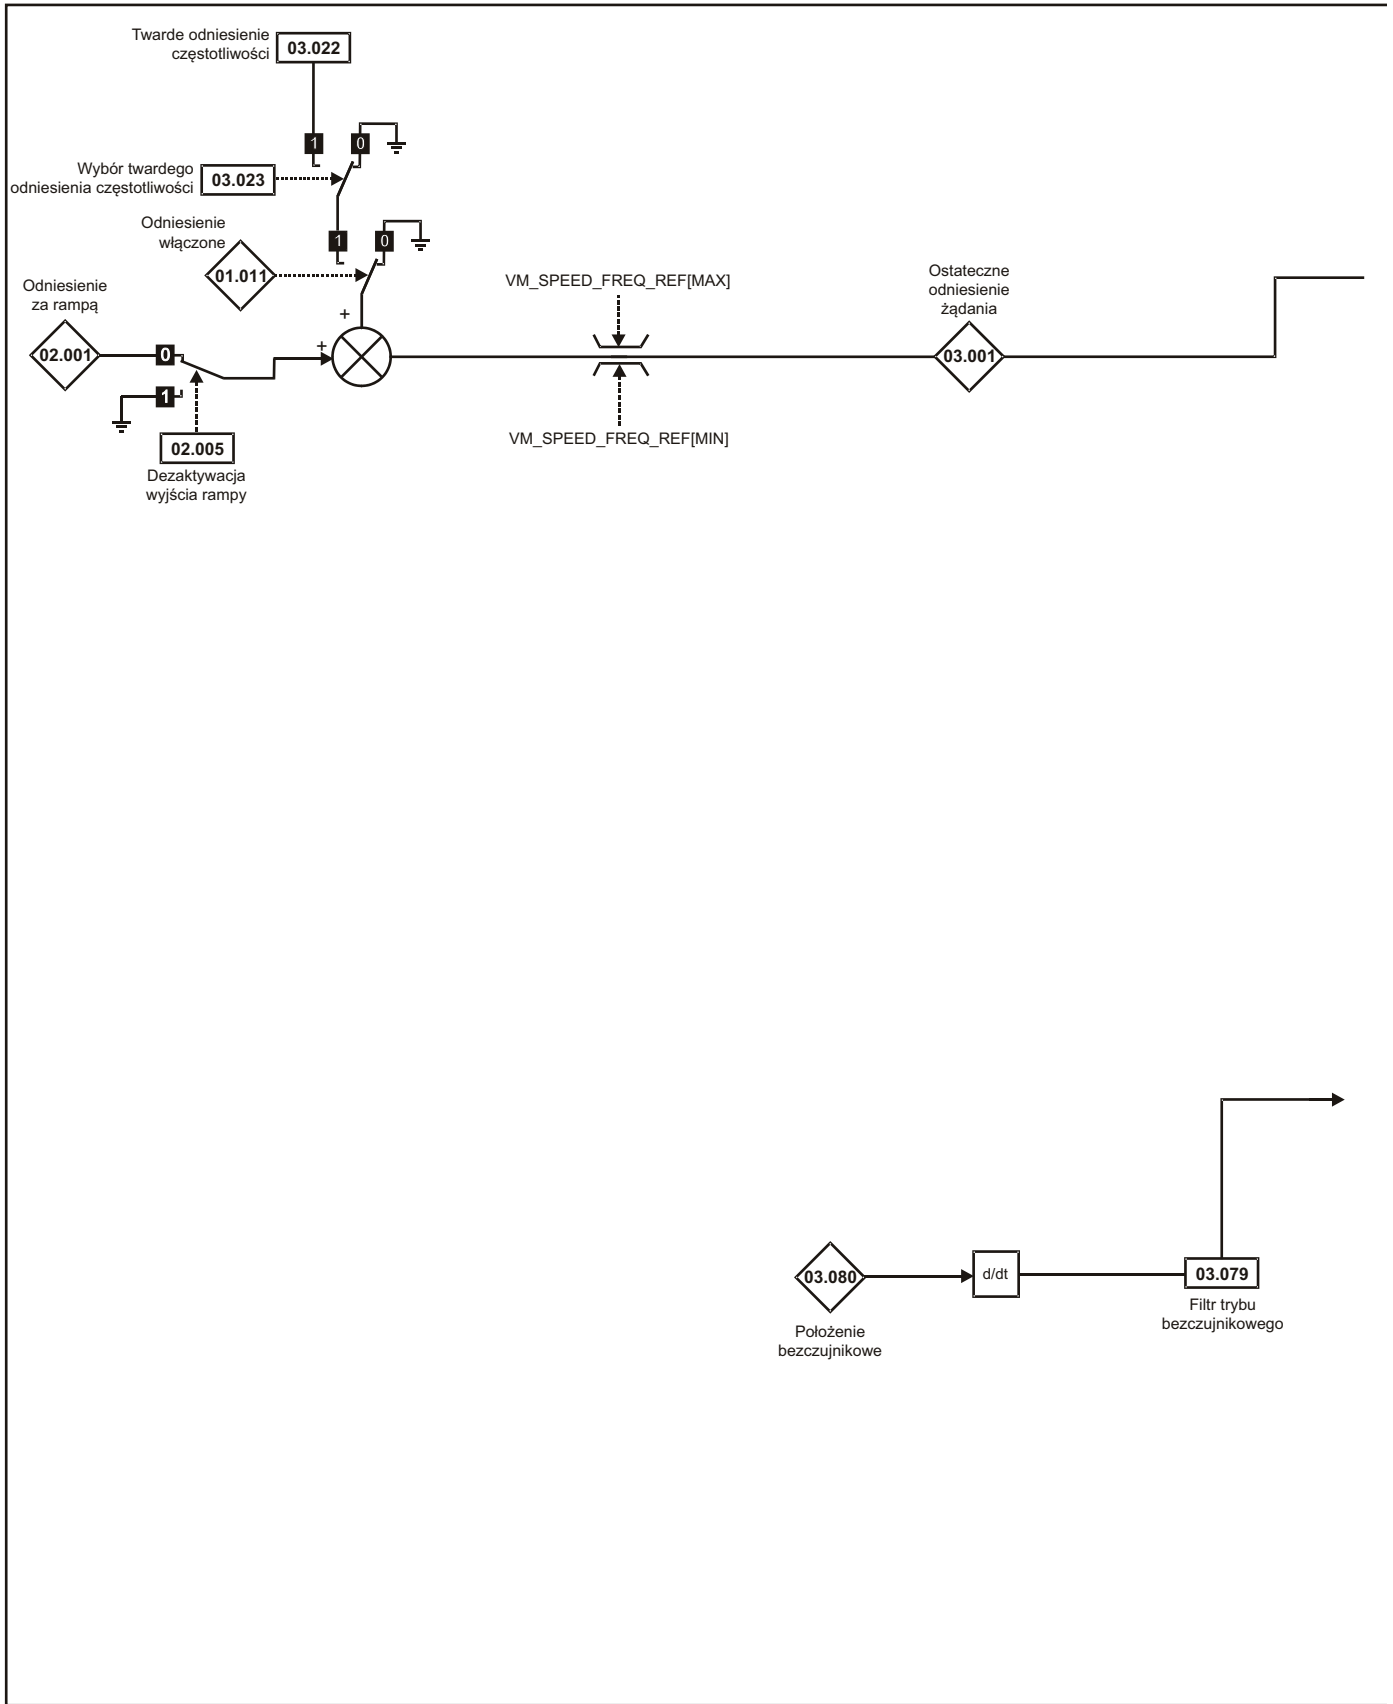 Twarde odniesienie
częstotliwości
03.022
1
0
Wybór twardego
odniesienia częstotliwości
03.023
Odniesienie
włączone
1
0
01.011
Odniesienie
za rampą
+
VM_SPEED_FREQ_REF[MAX]
Ostateczne
odniesienie
żądania
02.001
0
+
03.001
1
VM_SPEED_FREQ_REF[MIN]
02.005
Dezaktywacja
wyjścia rampy
03.080
d/dt
03.079
Położenie
bezczujnikowe
Filtr trybu
bezczujnikowego